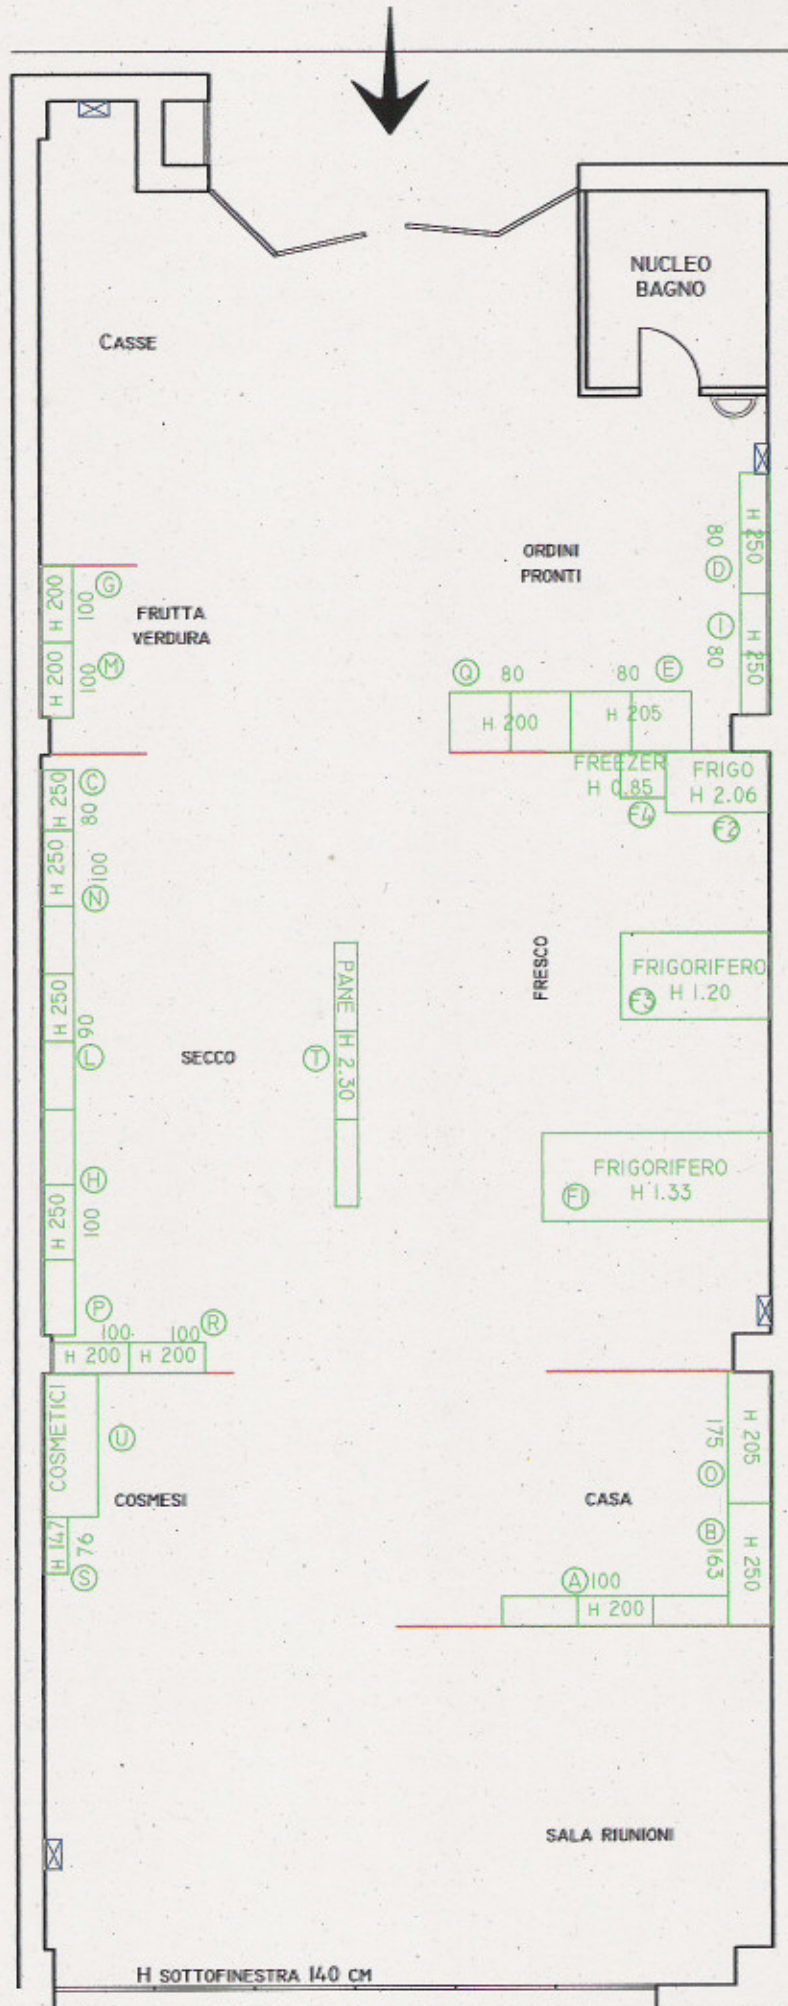 NUCLEO
BAGNO
CASSE
ORDINI
PRONTI
H 250
80 D
I
80
H 250
H 200
100
G
FRUTTA
VERDURA
H 200
100
M
Q 80
80 E
H 200
H 205
FREEZER
H 0.85
F4
FRIGO
H 2.06
F2
H 250
80
C
H 250
100
N
FRESCO
FRIGORIFERO
F3 H 1.20
H 250
90
L
SECCO
T
PANE H 2.30
FRIGORIFERO
F1 H 1.33
H
H 250
100
P
100
100 R
H 200
H 200
COSMETICI
U
COSMESI
H 147
76
S
175 O
H 205
CASA
B 163
H 250
A 100
H 200
SALA RIUNIONI
H SOTTOFINESTRA 140 CM